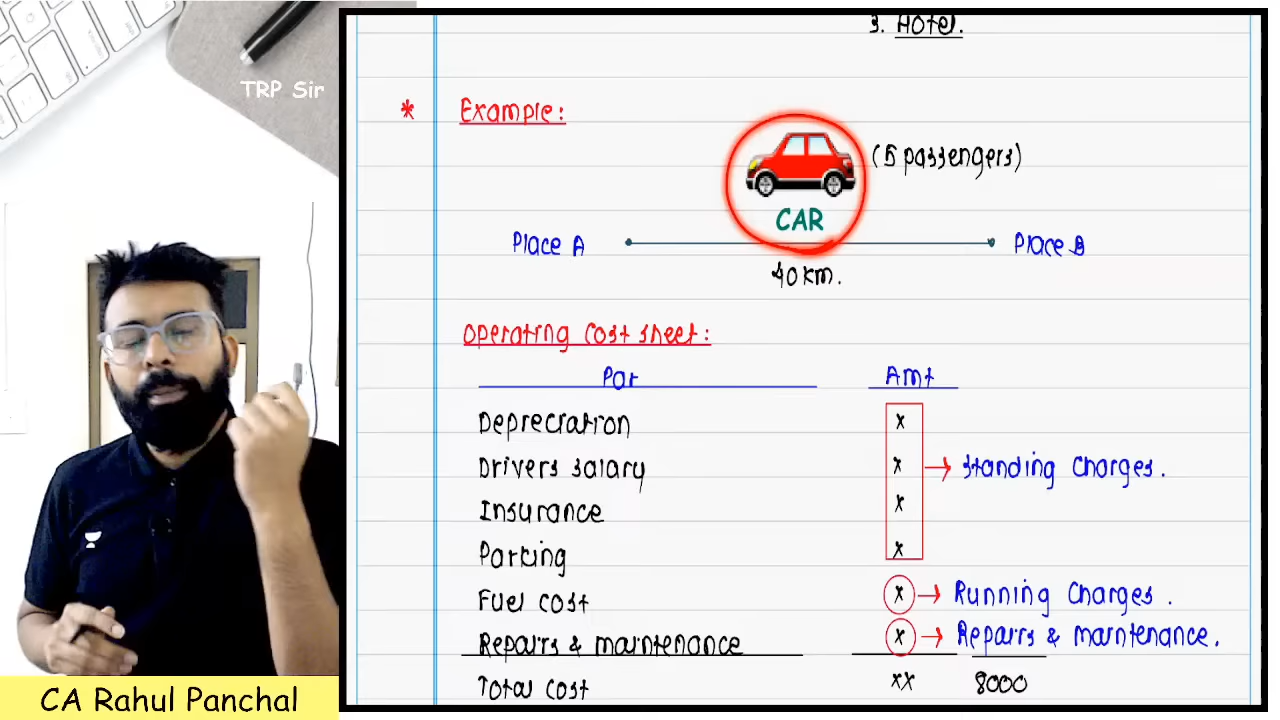 TRP Sir
3. Hotel.
* Example:
(5 passengers)
CAR
Place A
Place B
40 km.
Operating Cost sheet:
Par Amt
Depreciation x
Drivers salary x → Standing Charges.
Insurance x
Parking x
Fuel cost x → Running Charges.
Repairs & maintenance x → Repairs & maintenance.
Total cost xx 8000
CA Rahul Panchal